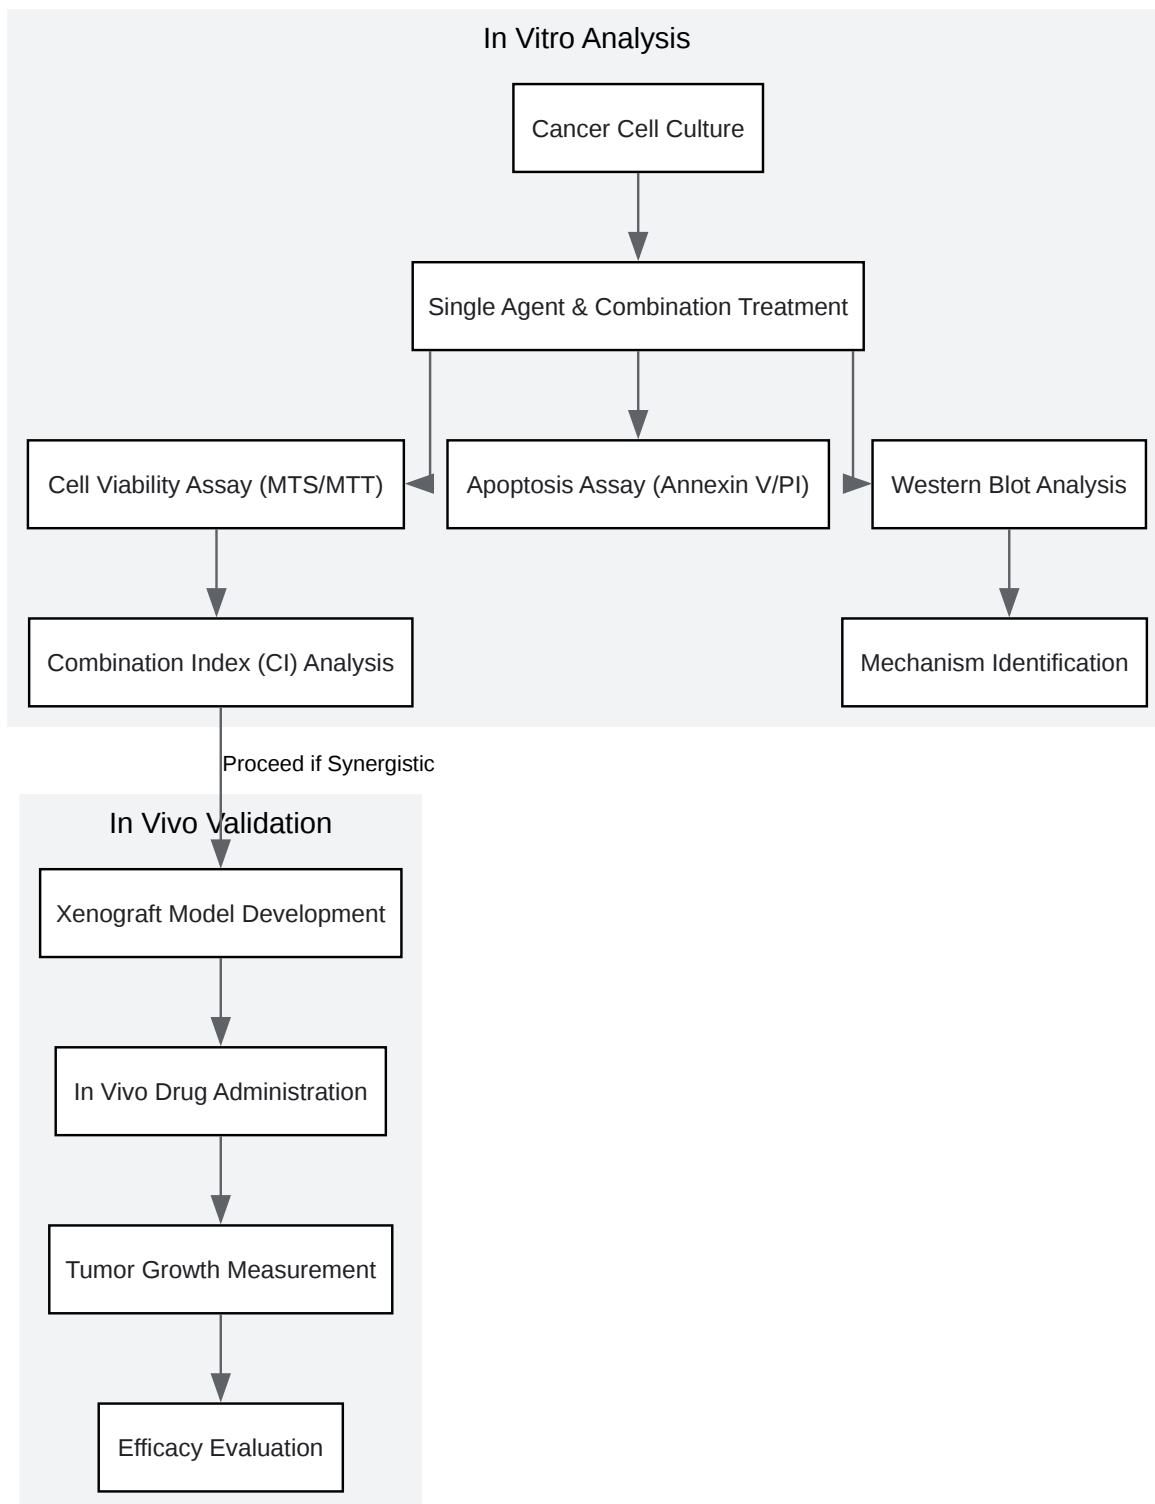 In Vitro Analysis
Cancer Cell Culture
Single Agent & Combination Treatment
Cell Viability Assay (MTS/MTT)
Apoptosis Assay (Annexin V/PI)
Western Blot Analysis
Combination Index (CI) Analysis
Mechanism Identification
Proceed if Synergistic
In Vivo Validation
Xenograft Model Development
In Vivo Drug Administration
Tumor Growth Measurement
Efficacy Evaluation